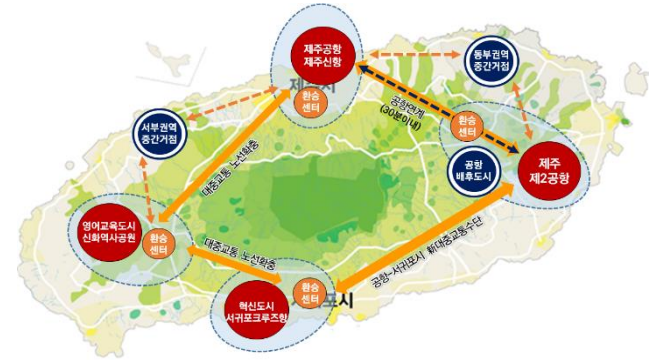 제주공항
제주신항
제주시
환승
센터
동부권역
중간거점
서부권역
중간거점
공항연계
(30분이내)
환승
센터
공항
배후도시
제주
제2공항
대중교통 노선확충
영어교육도시
신화역사공원
환승
센터
대중교통 노선확충
공항-서귀포시 新대중교통수단
혁신도시
서귀포크루즈항
환승
센터
포시